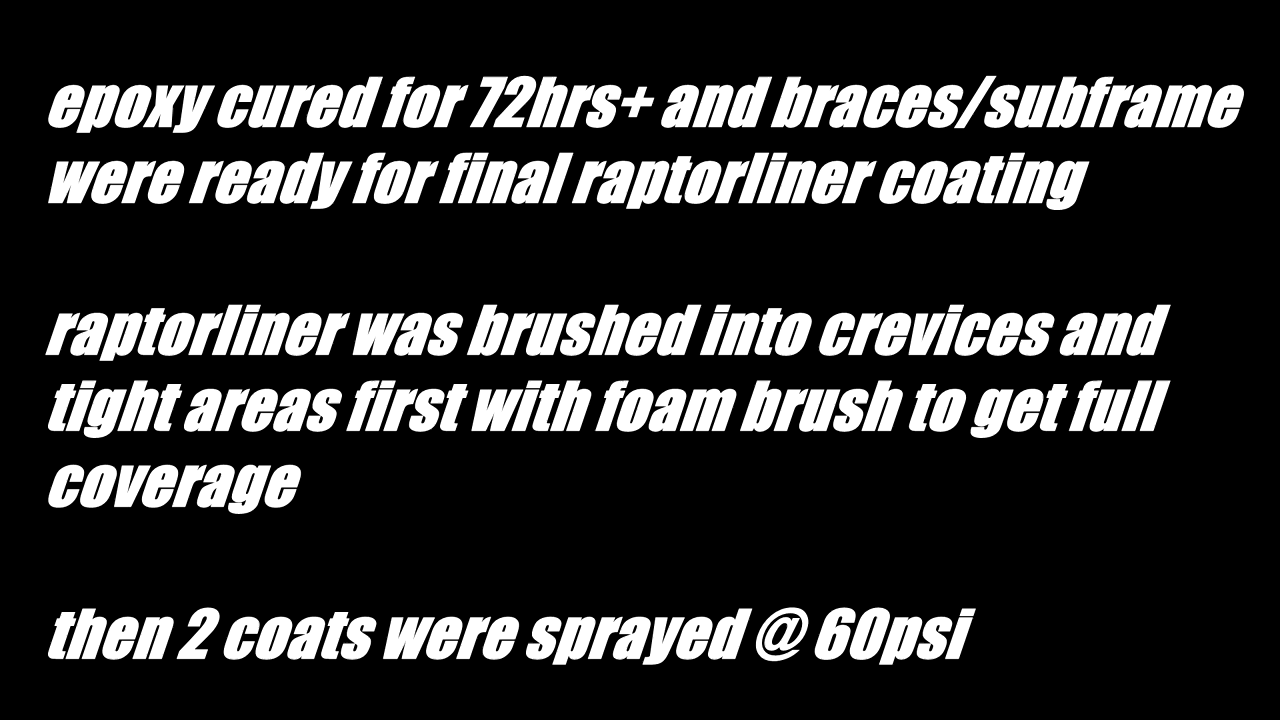 epoxy cured for 72hrs+ and braces/subframe
were ready for final raptorliner coating
raptorliner was brushed into crevices and
tight areas first with foam brush to get full
coverage
then 2 coats were sprayed @ 60psi